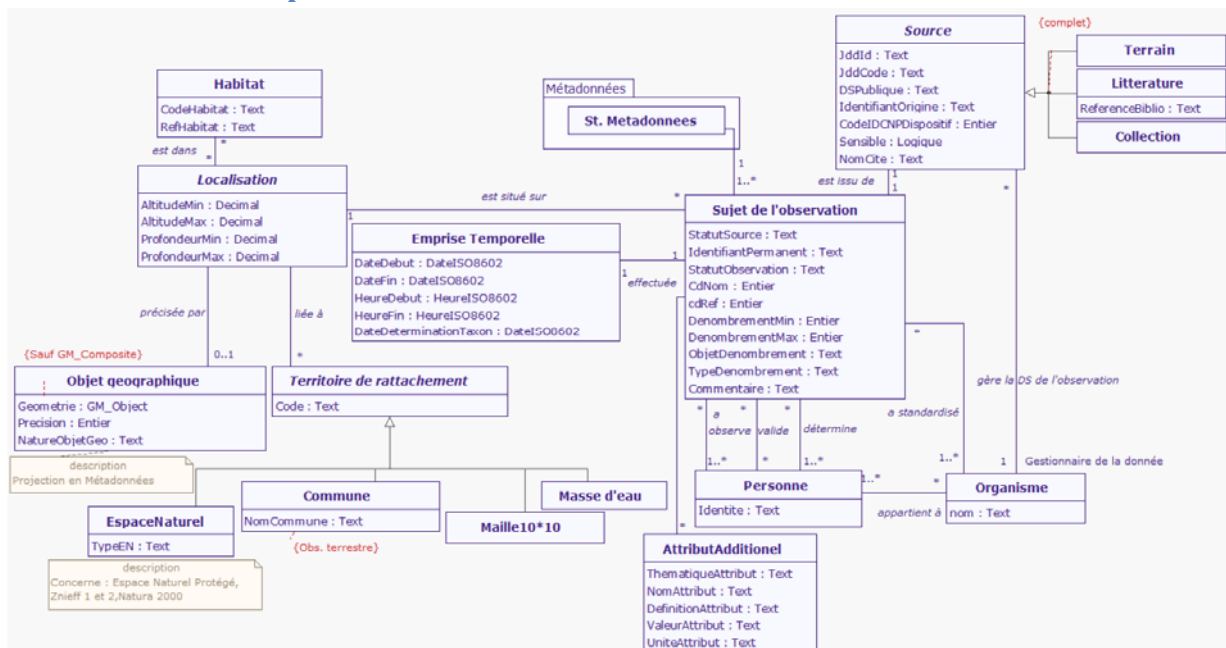 Source
JddId : Text
JddCode : Text
DSPublique : Text
IdentifiantOrigine : Text
CodeIDCNPDispositif : Entier
Sensible : Logique
NomCite : Text
{complet}
Terrain
Litterature
ReferenceBiblio : Text
Collection
Habitat
CodeHabitat : Text
RefHabitat : Text
*
est dans
*
Métadonnées
St. Metadonnees
1
1..*
est issu de
1
1
*
Localisation
AltitudeMin : Decimal
AltitudeMax : Decimal
ProfondeurMin : Decimal
ProfondeurMax : Decimal
est situé sur
1
*
Emprise Temporelle
DateDebut : DateISO8602
DateFin : DateISO8602
HeureDebut : HeureISO8602
HeureFin : HeureISO8602
DateDeterminationTaxon : DateISO8602
1
1
effectuée
Sujet de l'observation
StatutSource : Text
IdentifiantPermanent : Text
StatutObservation : Text
CdNom : Entier
cdRef : Entier
DenombrementMin : Entier
DenombrementMax : Entier
ObjetDenombrement : Text
TypeDenombrement : Text
Commentaire : Text
*
précisée par
liée à
{Sauf GM_Composite}
0..1
*
Objet geographique
Geometrie : GM_Object
Precision : Entier
NatureObjetGeo : Text
description
Projection en Métadonnées
Territoire de rattachement
Code : Text
gère la DS de l'observation
a standardisé
*
a
*
*
observe
valide
détermine
1..*
*
1..*
1..*
1
Gestionnaire de la donnée
Personne
Identite : Text
1..*
*
appartient à
Organisme
nom : Text
EspaceNaturel
TypeEN : Text
description
Concerne : Espace Naturel Protégé,
Znieff 1 et 2,Natura 2000
Commune
NomCommune : Text
{Obs. terrestre}
Maille10*10
Masse d'eau
*
AttributAdditionel
ThematiqueAttribut : Text
NomAttribut : Text
DefinitionAttribut : Text
ValeurAttribut : Text
UniteAttribut : Text